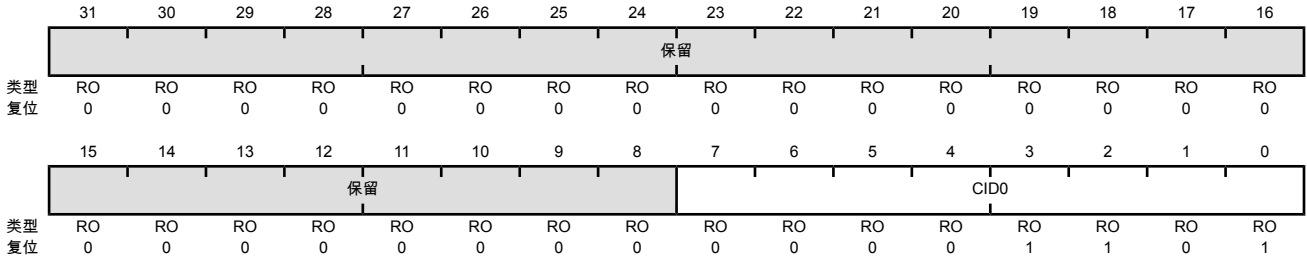 31 30 29 28 27 26 25 24 23 22 21 20 19 18 17 16
保留
类型 RO RO RO RO RO RO RO RO RO RO RO RO RO RO RO RO
复位 0 0 0 0 0 0 0 0 0 0 0 0 0 0 0 0
15 14 13 12 11 10 9 8 7 6 5 4 3 2 1 0
保留 CID0
类型 RO RO RO RO RO RO RO RO RO RO RO RO RO RO RO RO
复位 0 0 0 0 0 0 0 0 0 0 0 0 1 1 0 1